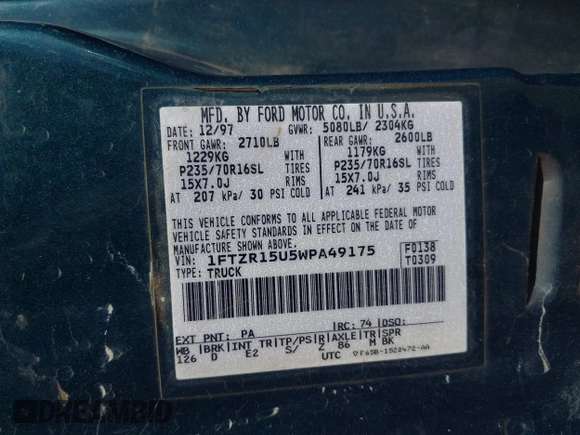 MFD. BY FORD MOTOR CO. IN U.S.A.
DATE: 12/97 GVWR: 5080LB/ 2304KG
FRONT GAWR: 2710LB REAR GAWR: 2600LB
1229KG WITH 1179KG WITH
P235/70R16SL TIRES P235/70R16SL TIRES
15X7.0J RIMS 15X7.0J RIMS
AT 207 kPa/ 30 PSI COLD AT 241 kPa/ 35 PSI COLD
THIS VEHICLE CONFORMS TO ALL APPLICABLE FEDERAL MOTOR
VEHICLE SAFETY STANDARDS IN EFFECT ON THE DATE OF
MANUFACTURE SHOWN ABOVE.
VIN: 1FTZR15U5WPA49175 F0138
TYPE: TRUCK T0309
EXT PNT: PA RC: 74 DSO:
WB BRK INT TR TP/PS R AXLE TR SPR
126 D E2 S/ 2 86 M BK
UTC
DREAMBID